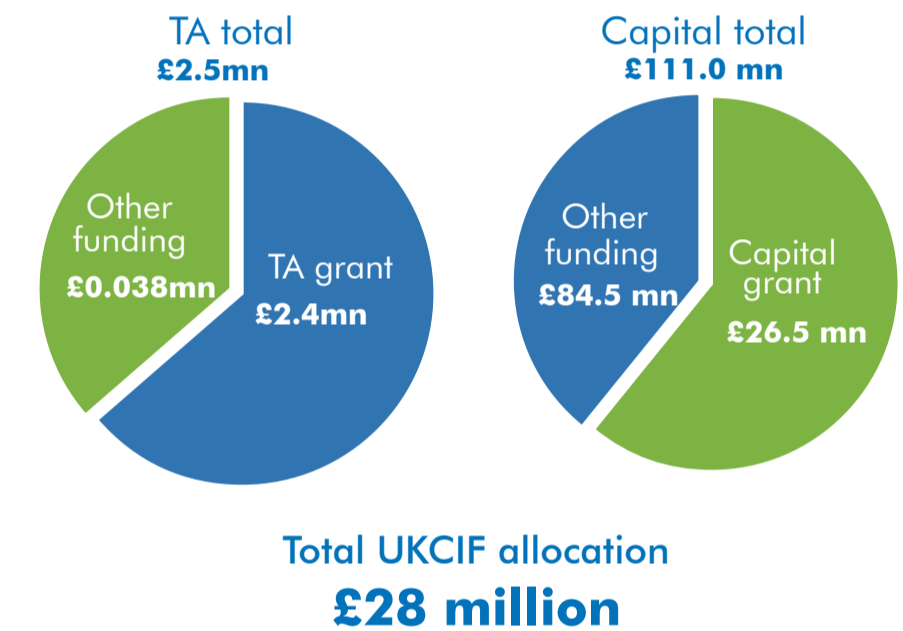 TA total
£2.5mn
Other
funding
£0.038mn
TA grant
£2.4mn
Capital total
£111.0 mn
Other
funding
£84.5 mn
Capital
grant
£26.5 mn
Total UKCIF allocation
£28 million